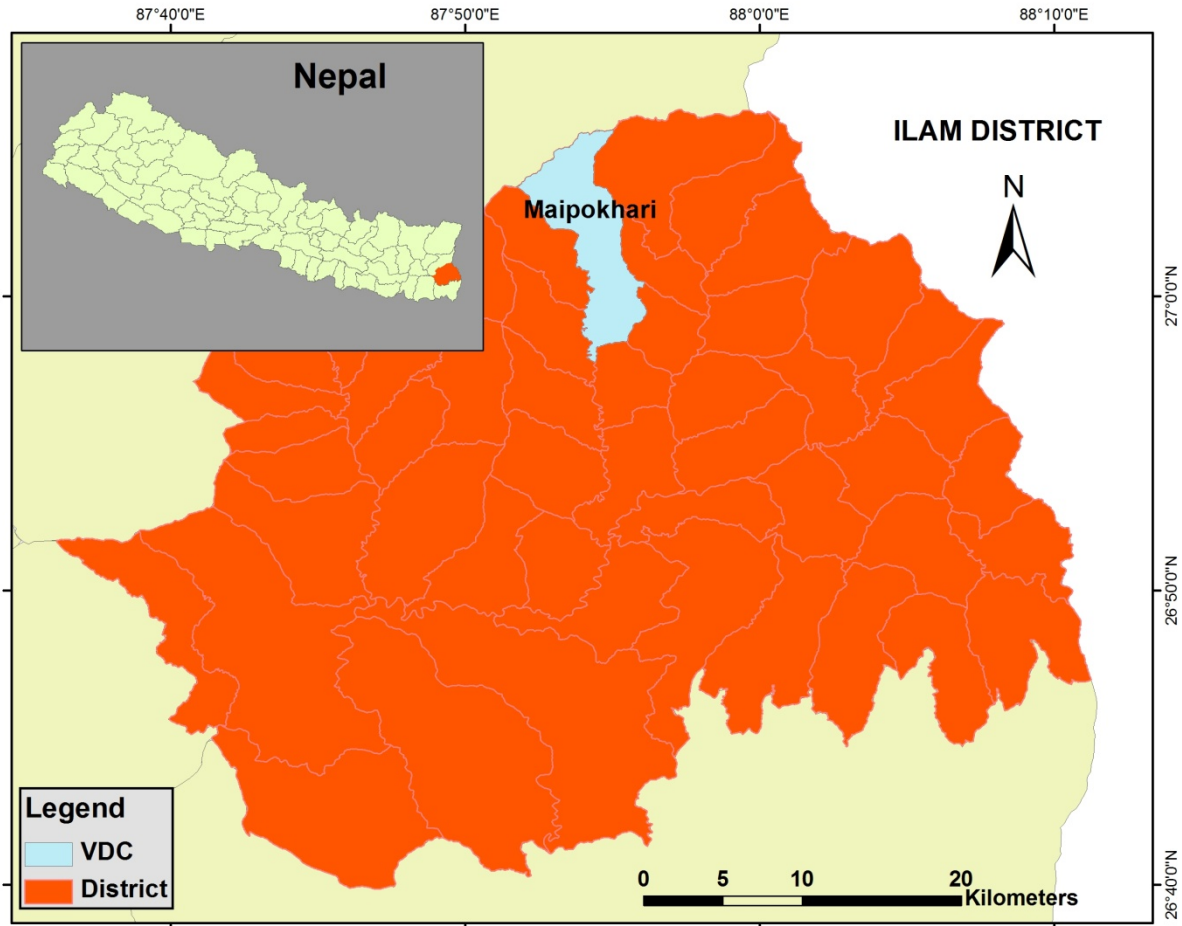 87°40'0"E
87°50'0"E
88°0'0"E
88°10'0"E
Nepal
ILAM DISTRICT
N
Maipokhari
27°0'0"N
26°50'0"N
26°40'0"N
Legend
VDC
District
0 5 10 20
Kilometers